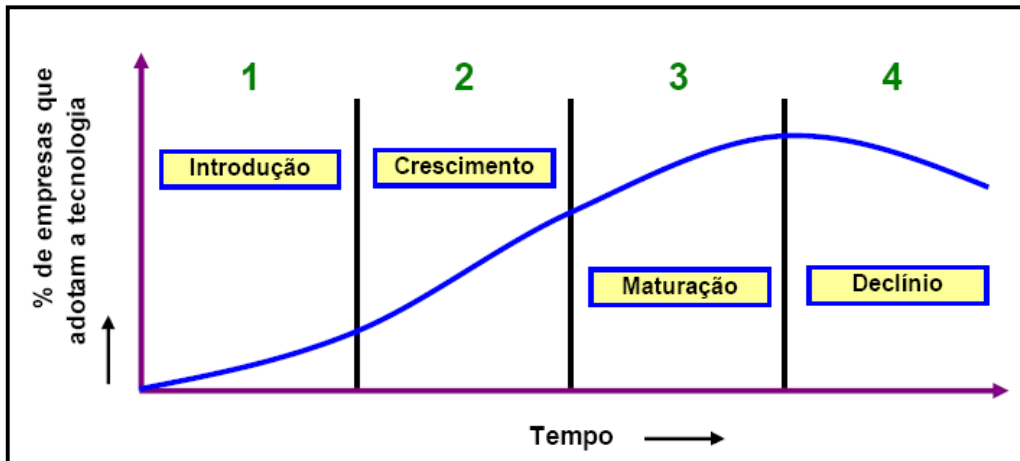 % de empresas que
adotam a tecnologia
1
2
3
4
Introdução
Crescimento
Maturação
Declínio
Tempo